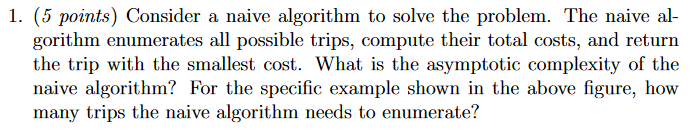 1. (5 points) Consider a naive algorithm to solve the problem. The naive al-
gorithm enumerates all possible trips, compute their total costs, and return
the trip with the smallest cost. What is the asymptotic complexity of the
naive algorithm? For the specific example shown in the above figure, how
many trips the naive algorithm needs to enumerate?